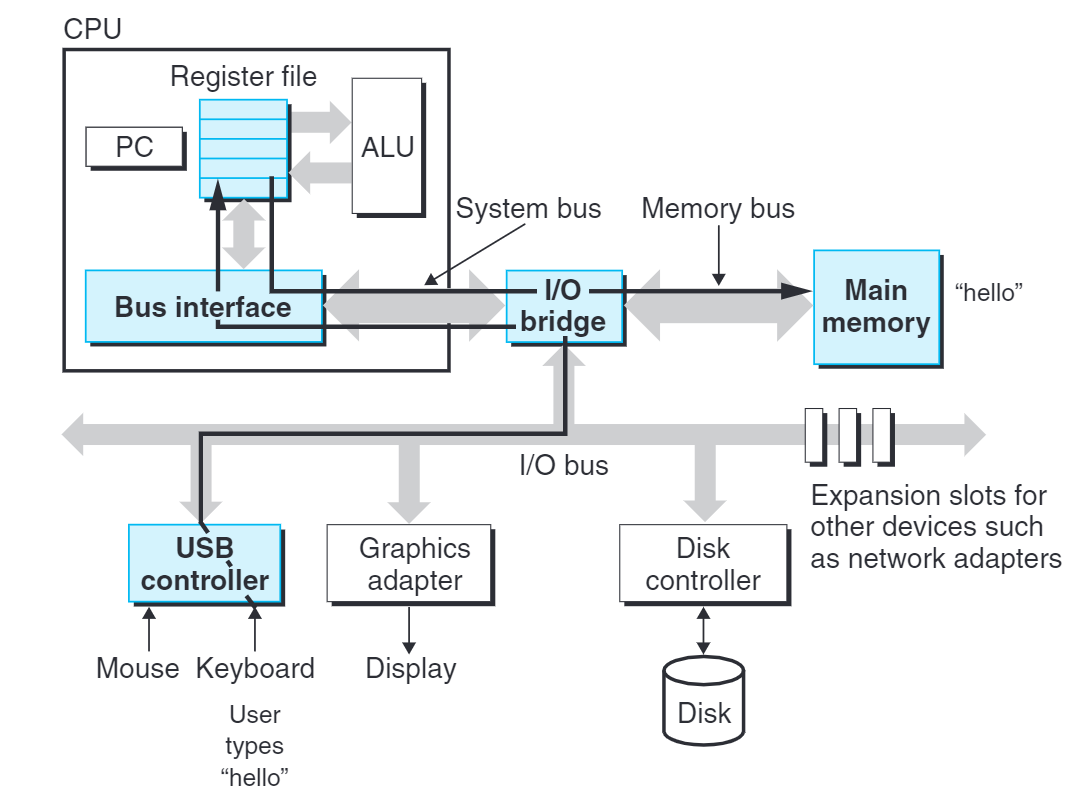 CPU
Register file
PC
ALU
System bus
Memory bus
Bus interface
I/O
bridge
Main
memory
“hello”
I/O bus
Expansion slots for
other devices such
as network adapters
USB
controller
Graphics
adapter
Disk
controller
Mouse
Keyboard
Display
User
types
“hello”
Disk